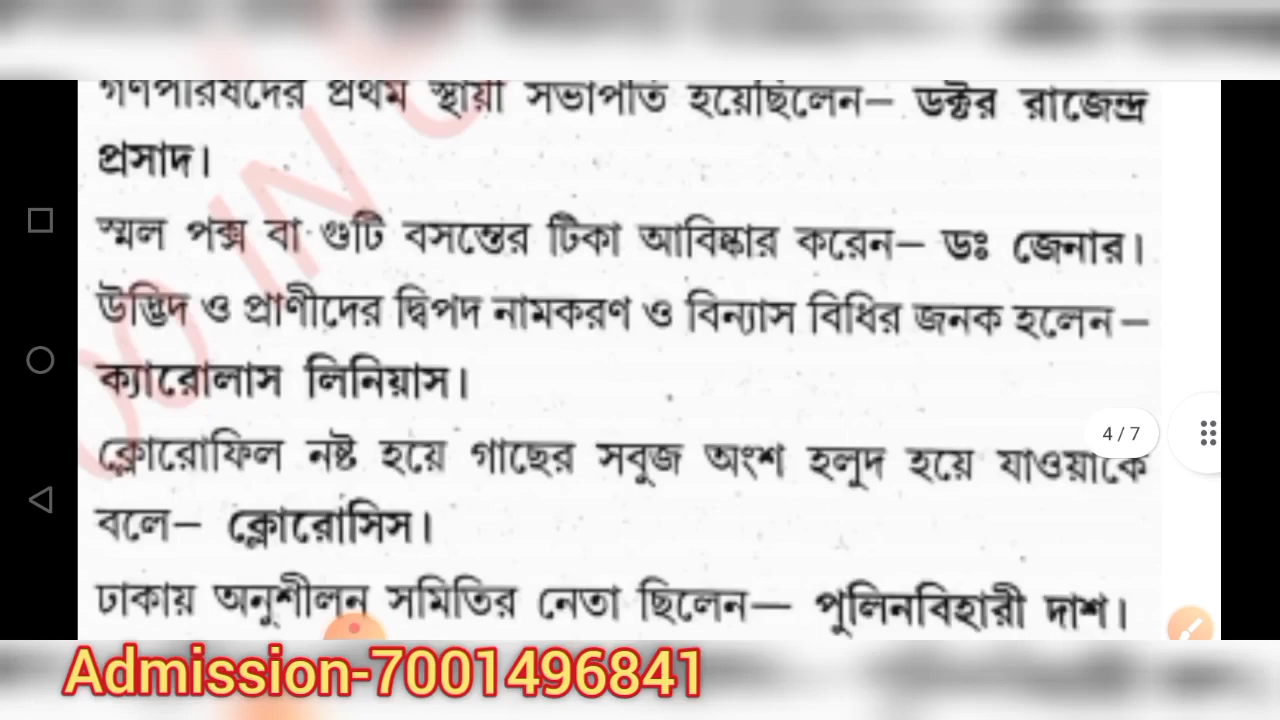 গণপরিষদের প্রথম স্থায়ী সভাপতি হয়েছিলেন– ডক্টর রাজেন্দ্র
প্রসাদ।
স্মল পক্স বা গুটি বসন্তের টিকা আবিষ্কার করেন– ডঃ জেনার।
উদ্ভিদ ও প্রাণীদের দ্বিপদ নামকরণ ও বিন্যাস বিধির জনক হলেন–
ক্যারোলাস লিনিয়াস।
ক্লোরোফিল নষ্ট হয়ে গাছের সবুজ অংশ হলুদ হয়ে যাওয়াকে
4 / 7
বলে– ক্লোরোসিস।
ঢাকায় অনুশীলন সমিতির নেতা ছিলেন— পুলিনবিহারী দাশ।
Admission-7001496841